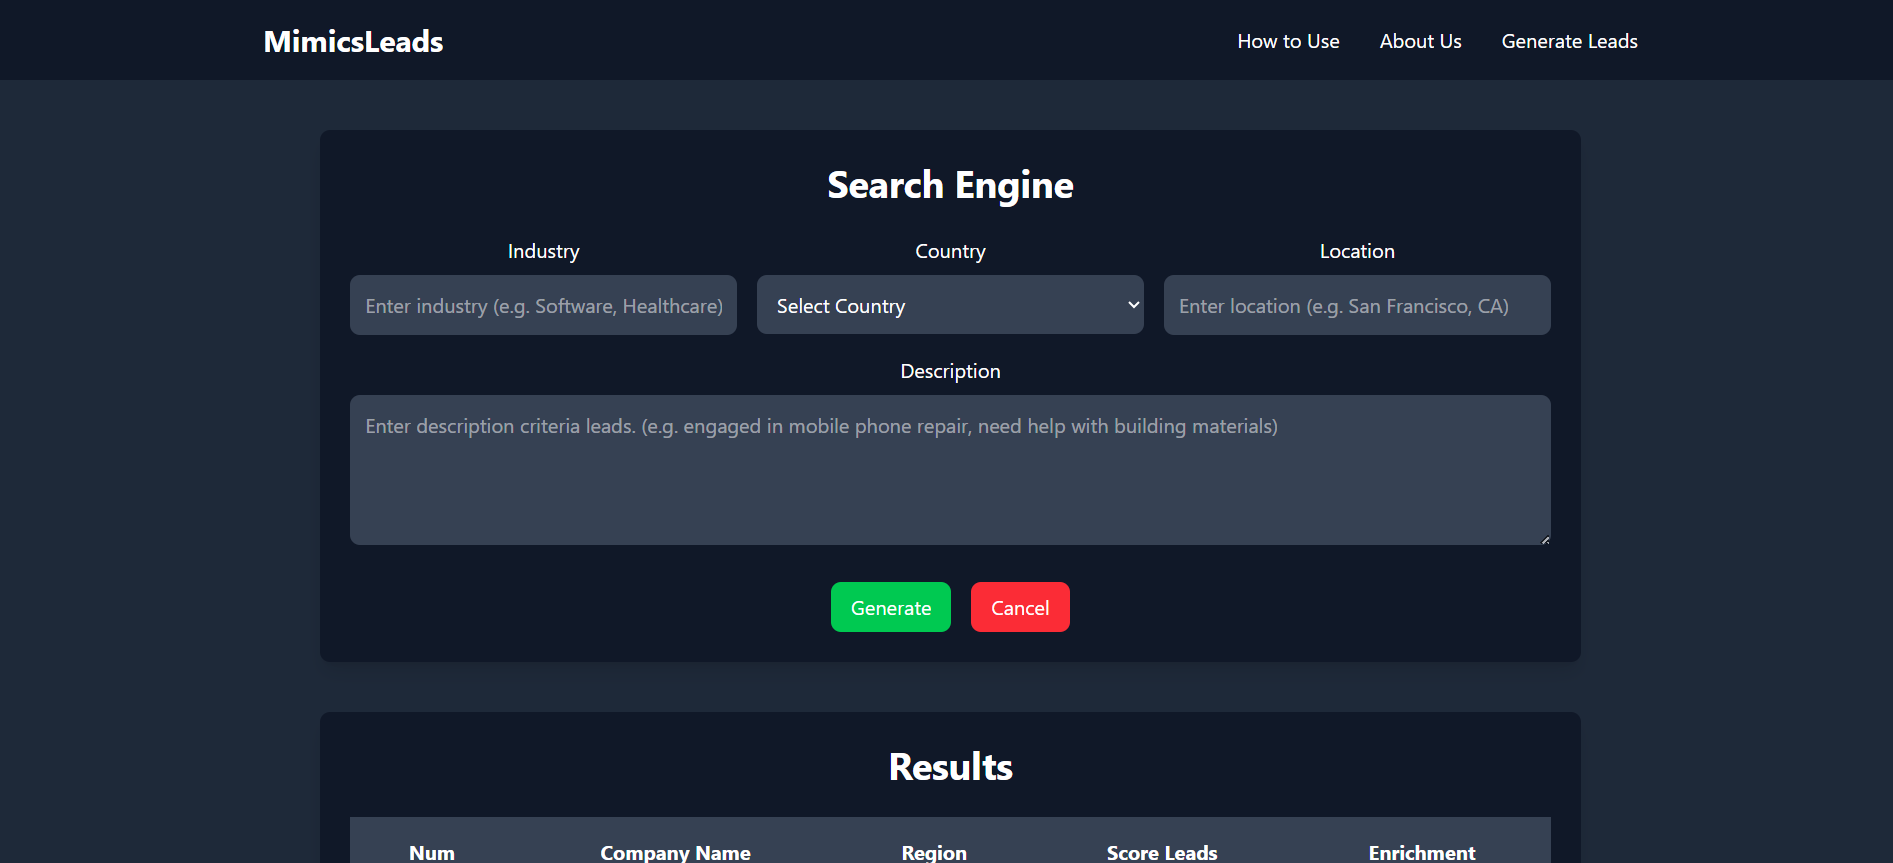 MimicsLeads How to Use About Us Generate Leads
Search Engine
Industry Country Location
Enter industry (e.g. Software, Healthcare) Select Country Enter location (e.g. San Francisco, CA)
Description
Enter description criteria leads. (e.g. engaged in mobile phone repair, need help with building materials)
Generate Cancel
Results
Num Company Name Region Score Leads Enrichment